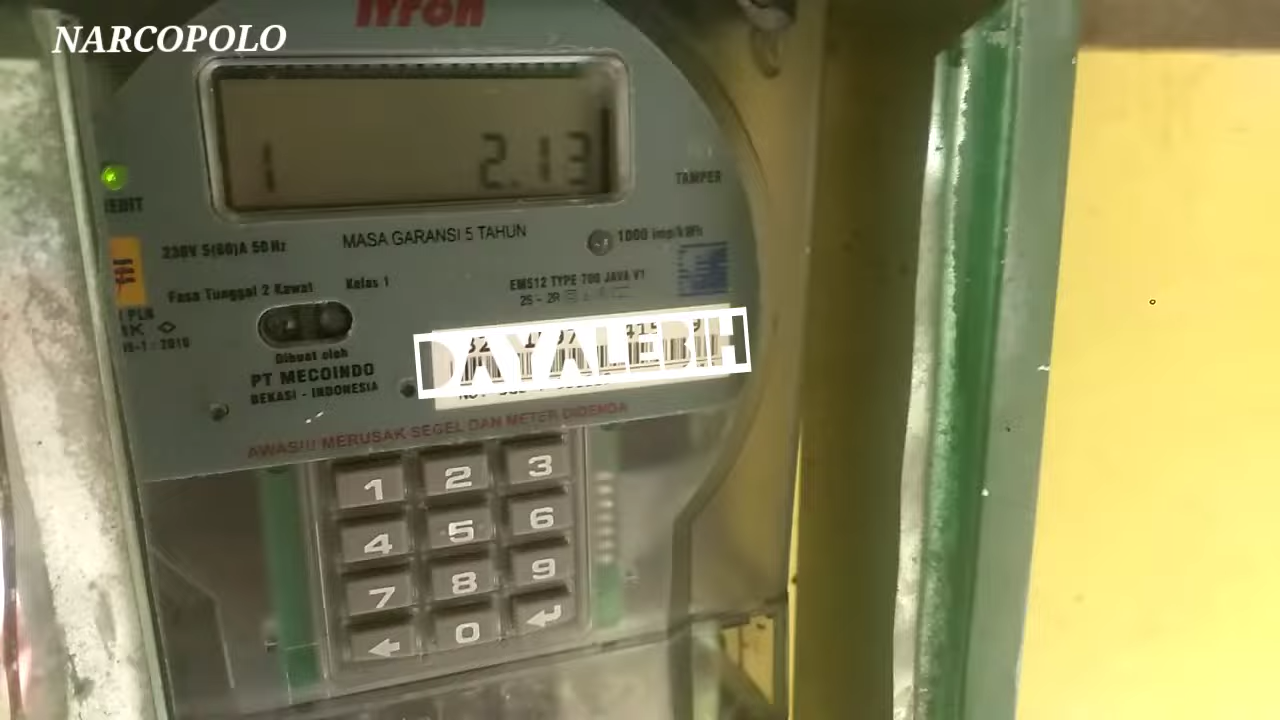 NARCOPOLO
1 2.13
TAMPER
230V 5(60)A 50 Hz
MASA GARANSI 5 TAHUN
1000 imp/kWh
Fasa Tunggal 2 Kawat Kelas 1
EMS12 TYPE 700 JAVA V1
Dibuat oleh
PT MECOINDO
BEKASI - INDONESIA
DAYALEBIH
AWAS!!! MERUSAK SEGEL DAN METER DIDENDA
1 2 3
4 5 6
7 8 9
0